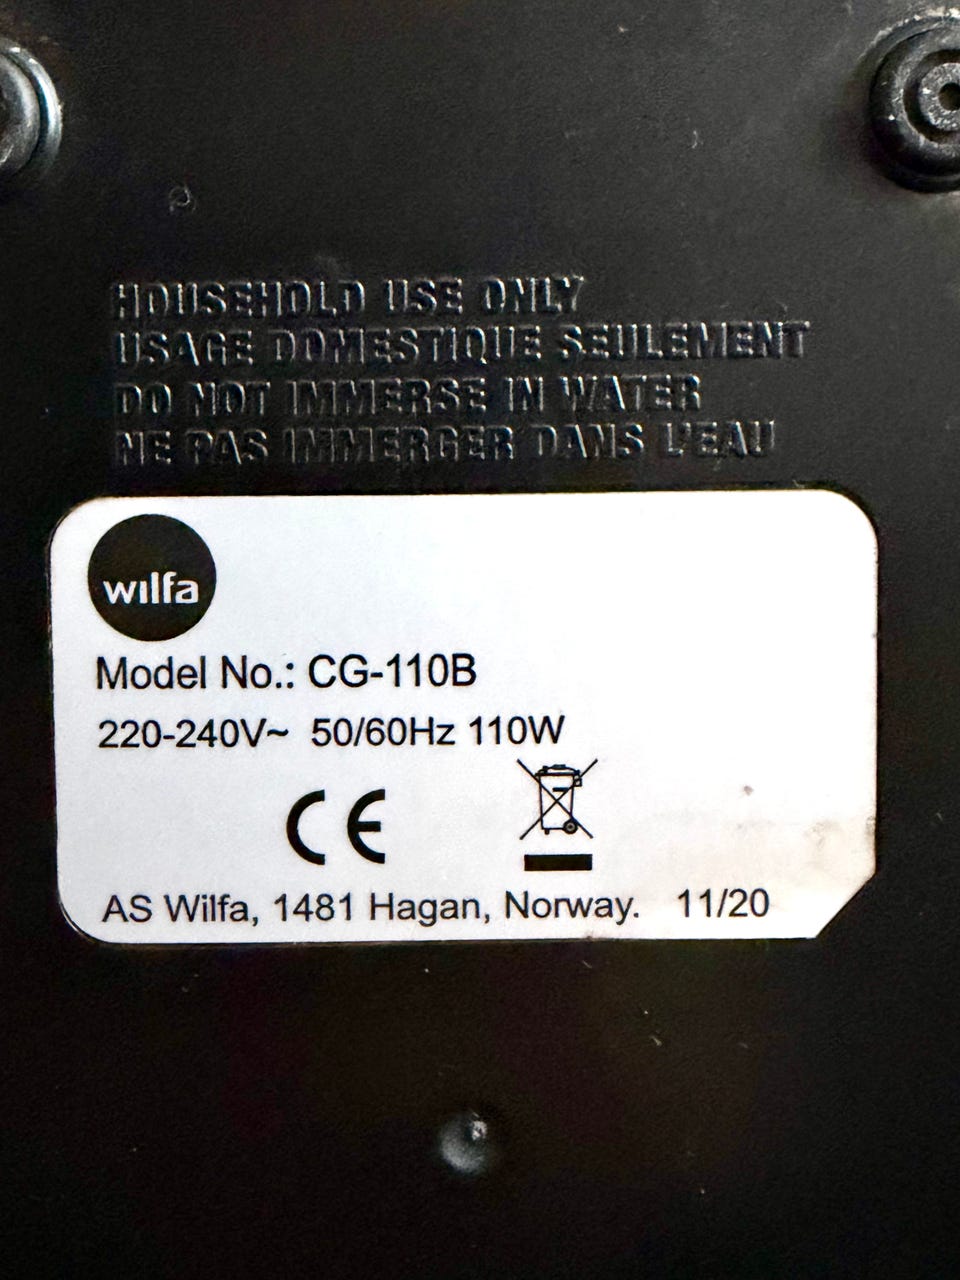 HOUSEHOLD USE ONLY
USAGE DOMESTIQUE SEULEMENT
DO NOT IMMERSE IN WATER
NE PAS IMMERGER DANS L'EAU
wilfa
Model No.: CG-110B
220-240V~ 50/60Hz 110W
CE
AS Wilfa, 1481 Hagan, Norway. 11/20